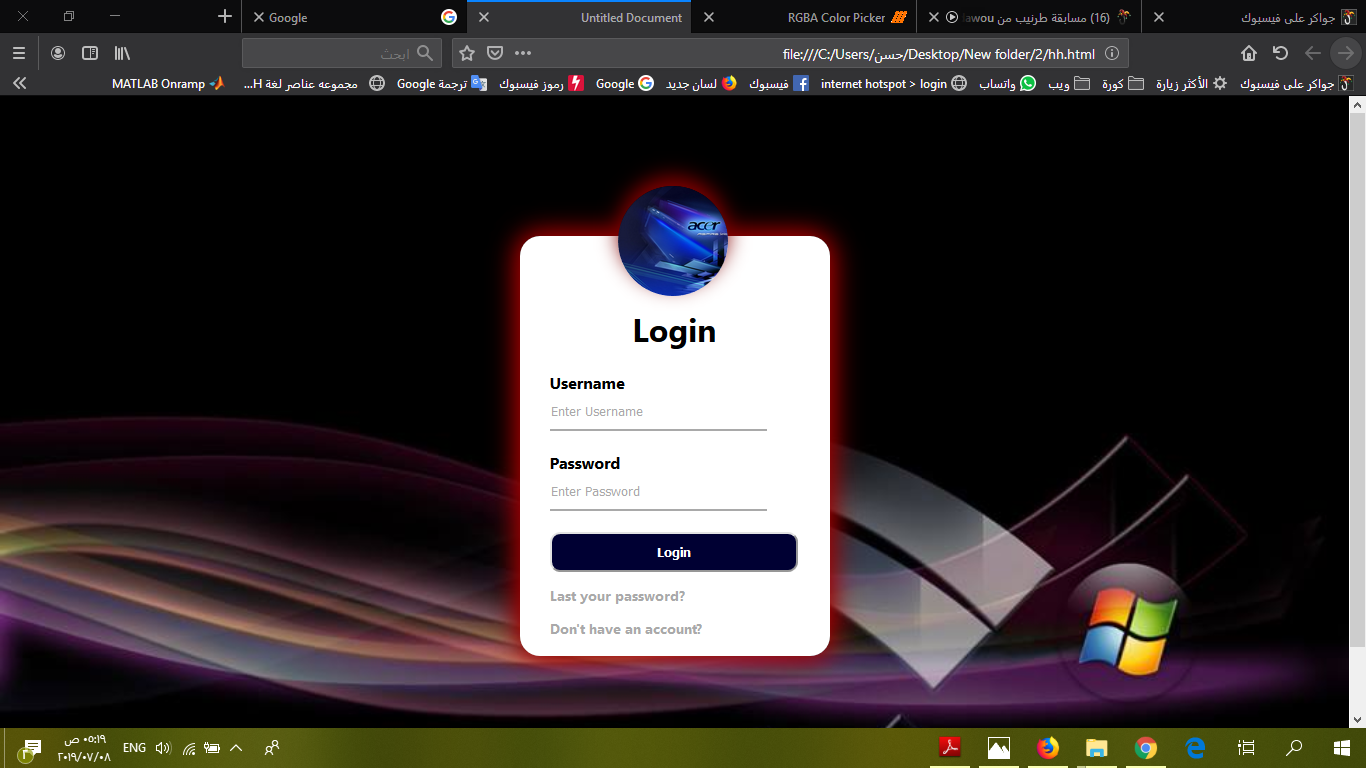 جواكر على فيسبوك
(16) مسابقة طرنيب من
RGBA Color Picker
Untitled Document
Google
file:///C:/Users/حسن/Desktop/New folder/2/hh.html
ابحث
جواكر على فيسبوك
الأكثر زيارة
كورة
ويب
واتساب
internet hotspot > login
فيسبوك
لسان جديد
Google
رموز فيسبوك
ترجمة Google
مجموعه عناصر لغة H...
MATLAB Onramp
acer
Login
Username
Enter Username
Password
Enter Password
Login
Last your password?
Don't have an account?
ENG
٠٥:١٩ ص
٢٠١٩/٠٧/٠٨
٢